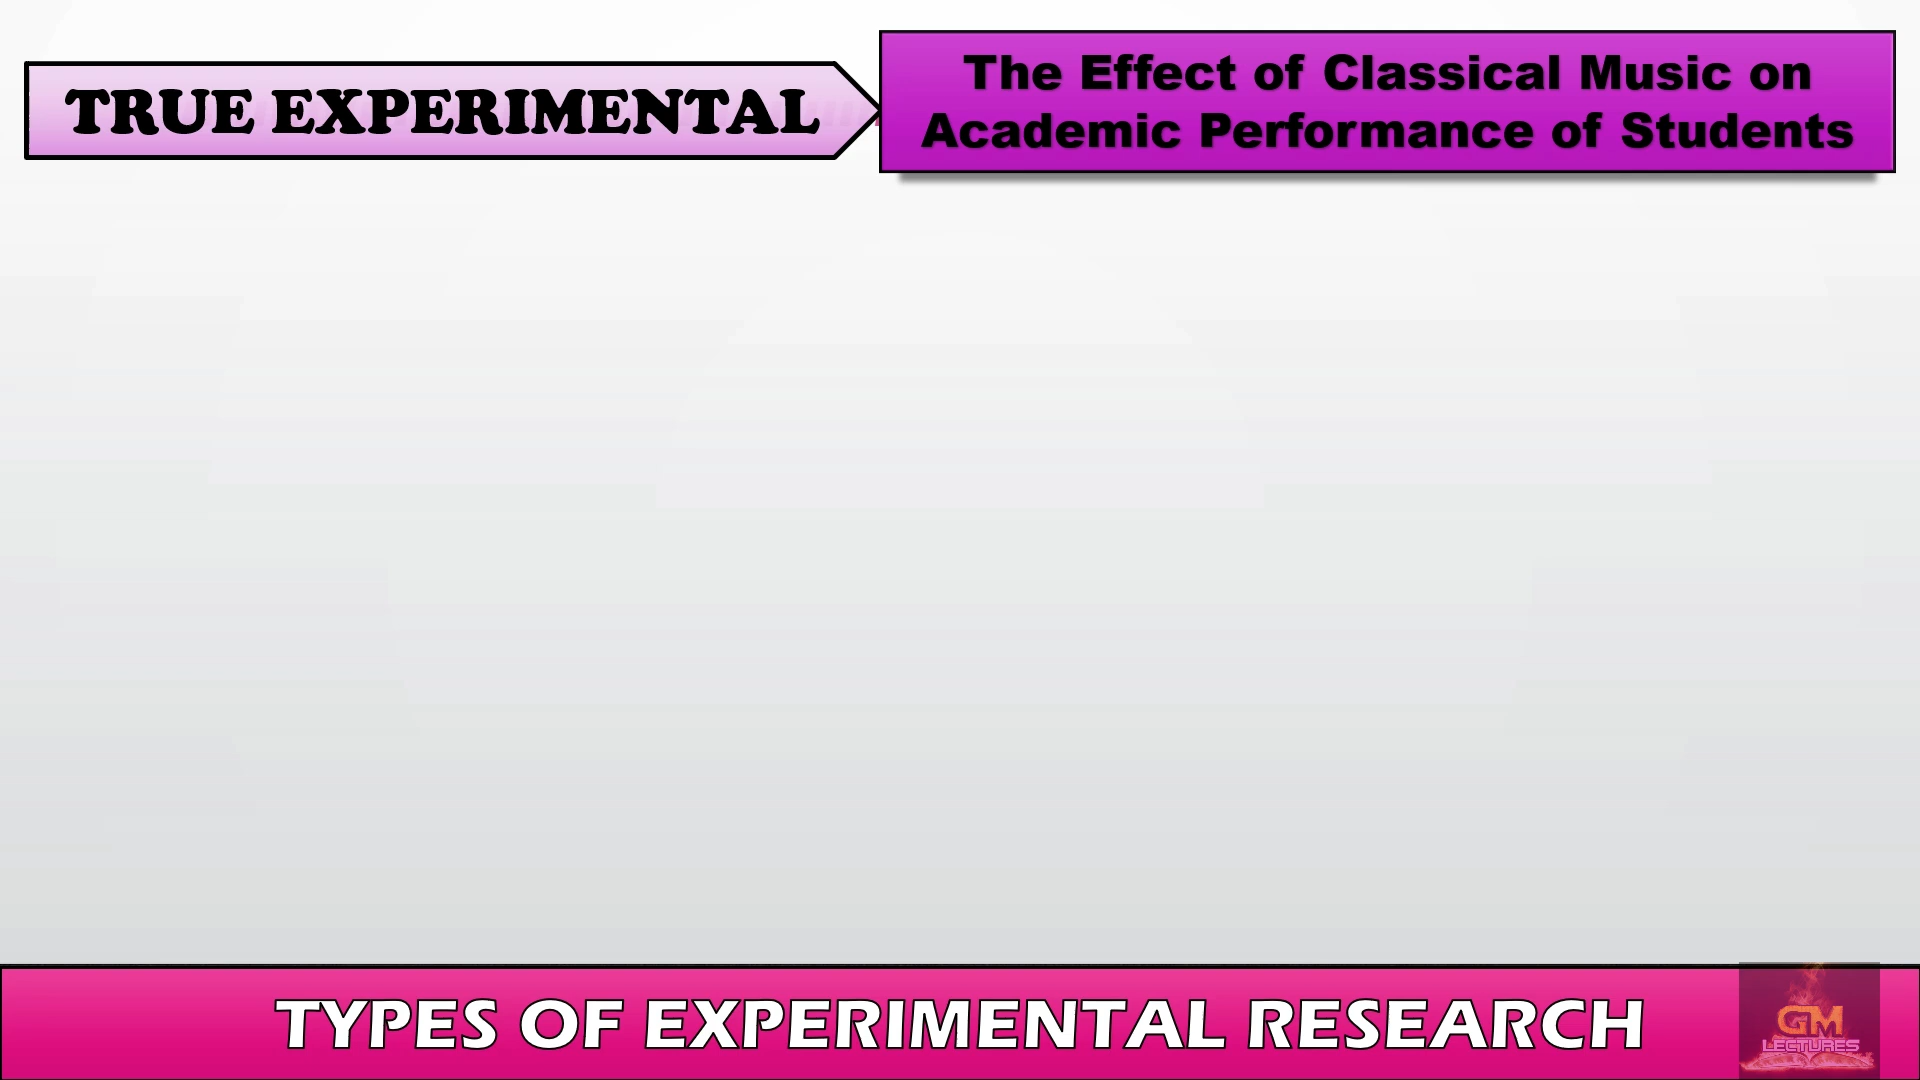 TRUE EXPERIMENTAL
The Effect of Classical Music on
Academic Performance of Students
TYPES OF EXPERIMENTAL RESEARCH
GM
LECTURES